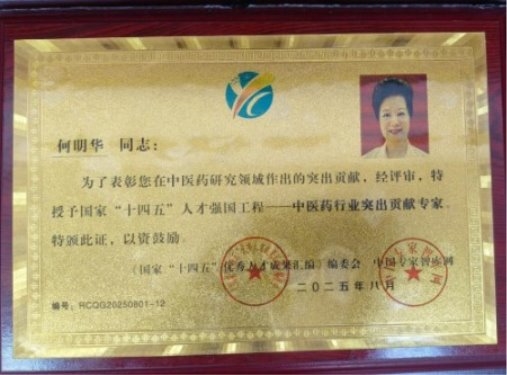 何明华 同志：
为了表彰您在中医药研究领域作出的突出贡献，经评审，特
授予国家“十四五”人才强国工程——中医药行业突出贡献专家。
特颁此证，以资鼓励。
《国家“十四五”优秀人才成果汇编》编委会 中国专家智库网
二〇二五年八月
编号：RCQG20250801-12